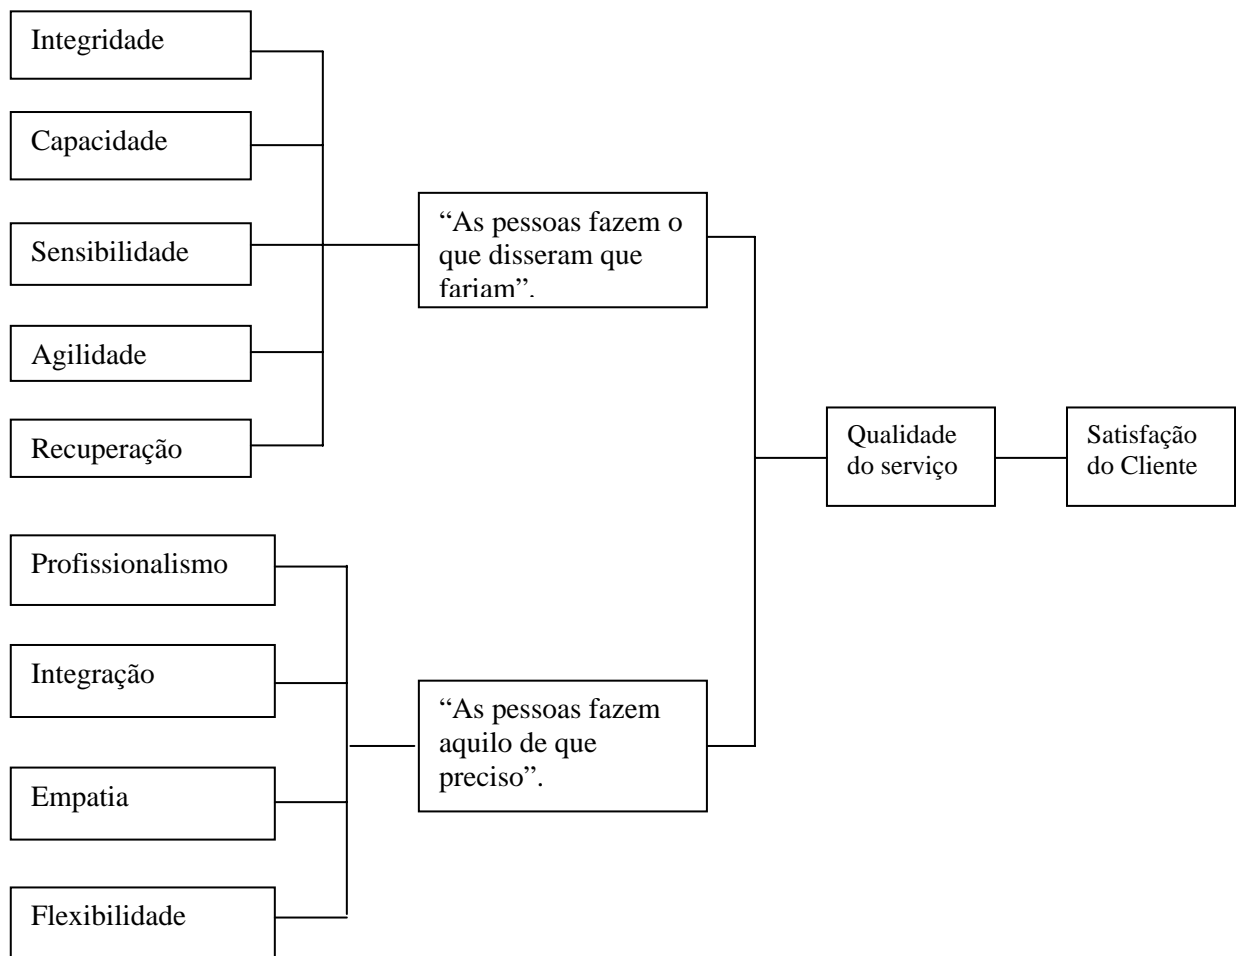 Integridade
Capacidade
Sensibilidade
Agilidade
Recuperação
“As pessoas fazem o
que disseram que
fariam”.
Profissionalismo
Integração
Empatia
Flexibilidade
“As pessoas fazem
aquilo de que
preciso”.
Qualidade
do serviço
Satisfação
do Cliente